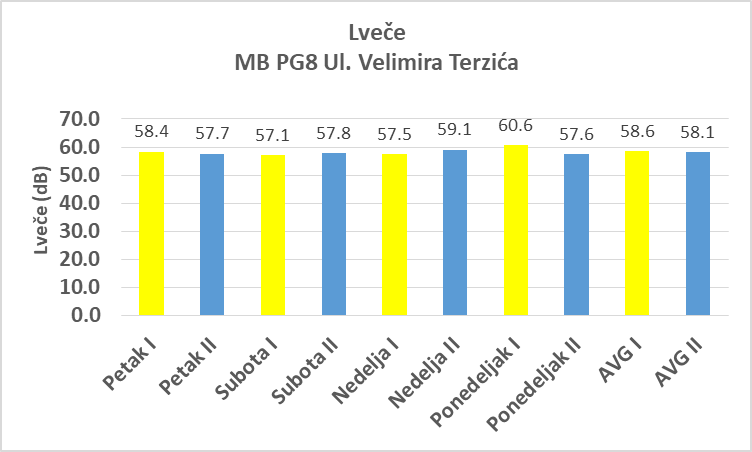 Lveče
MB PG8 Ul. Velimira Terzića
Lveče (dB)
70.0
60.0
50.0
40.0
30.0
20.0
10.0
0.0
58.4
57.7
57.1
57.8
57.5
59.1
60.6
57.6
58.6
58.1
Petak I
Petak II
Subota I
Subota II
Nedelja I
Nedelja II
Ponedeljak I
Ponedeljak II
AVG I
AVG II